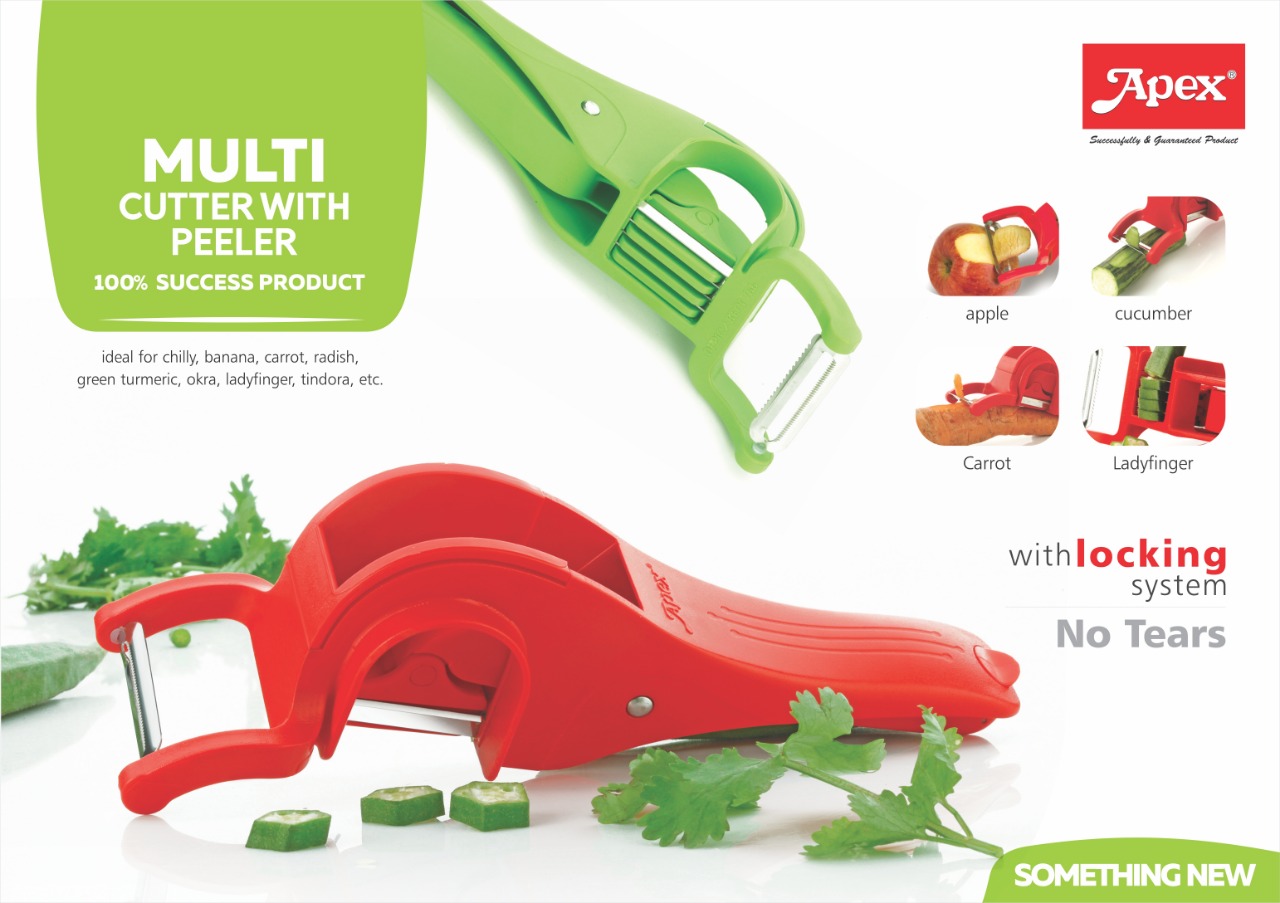 MULTI
CUTTER WITH
PEELER
100% SUCCESS PRODUCT
ideal for chilly, banana, carrot, radish,
green turmeric, okra, ladyfinger, tindora, etc.
Apex®
Successfully & Guaranteed Product
apple
cucumber
Carrot
Ladyfinger
with locking
system
No Tears
Apex®
SOMETHING NEW